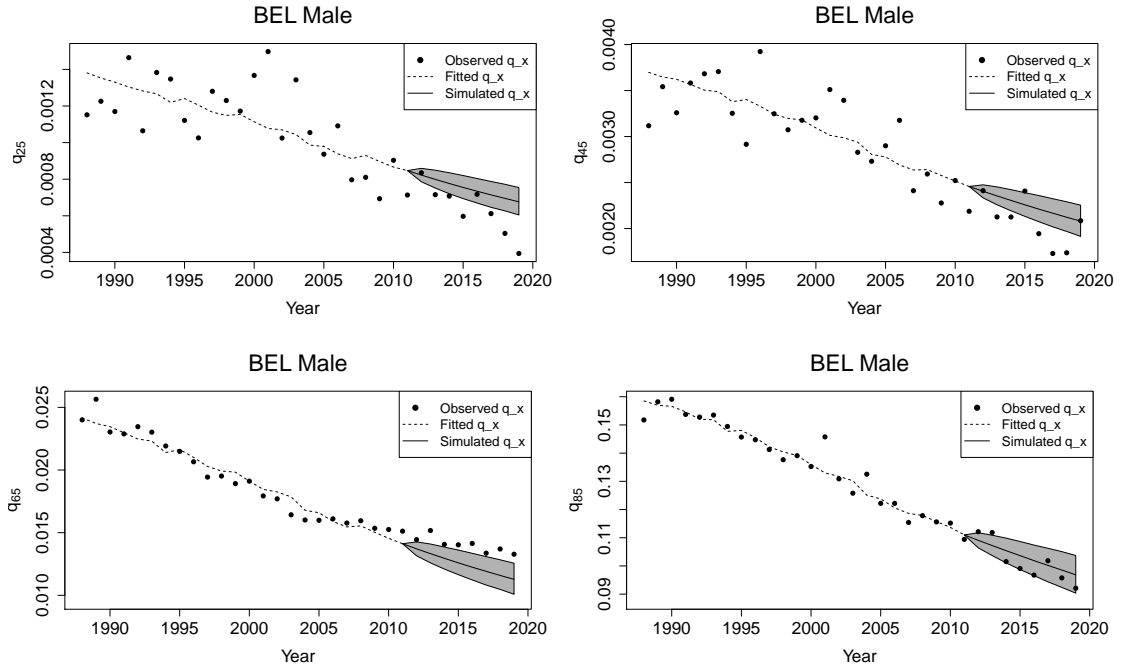 BEL Male
q25
0.0004 0.0008 0.0012
Observed q_x
Fitted q_x
Simulated q_x
1990 1995 2000 2005 2010 2015 2020
Year
BEL Male
q45
0.0020 0.0030 0.0040
Observed q_x
Fitted q_x
Simulated q_x
1990 1995 2000 2005 2010 2015 2020
Year
BEL Male
q65
0.010 0.015 0.020 0.025
Observed q_x
Fitted q_x
Simulated q_x
1990 1995 2000 2005 2010 2015 2020
Year
BEL Male
q85
0.09 0.11 0.13 0.15
Observed q_x
Fitted q_x
Simulated q_x
1990 1995 2000 2005 2010 2015 2020
Year